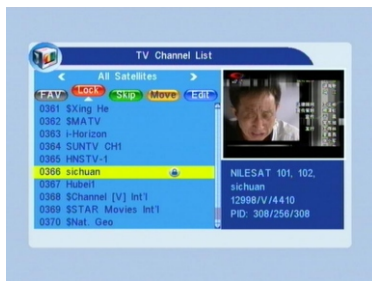 TV Channel List
< All Satellites >
FAV Lock Skip Move Edit
0361 $Xing He
0362 $MATV
0363 i-Horizon
0364 SUNTV CH1
0365 HNSTV-1
0366 sichuan
0367 Hubei1
0368 $Channel [V] Int'l
0369 $STAR Movies Int'l
0370 $Nat. Geo
NILESAT 101, 102,
sichuan
12998/V/4410
PID: 308/256/308